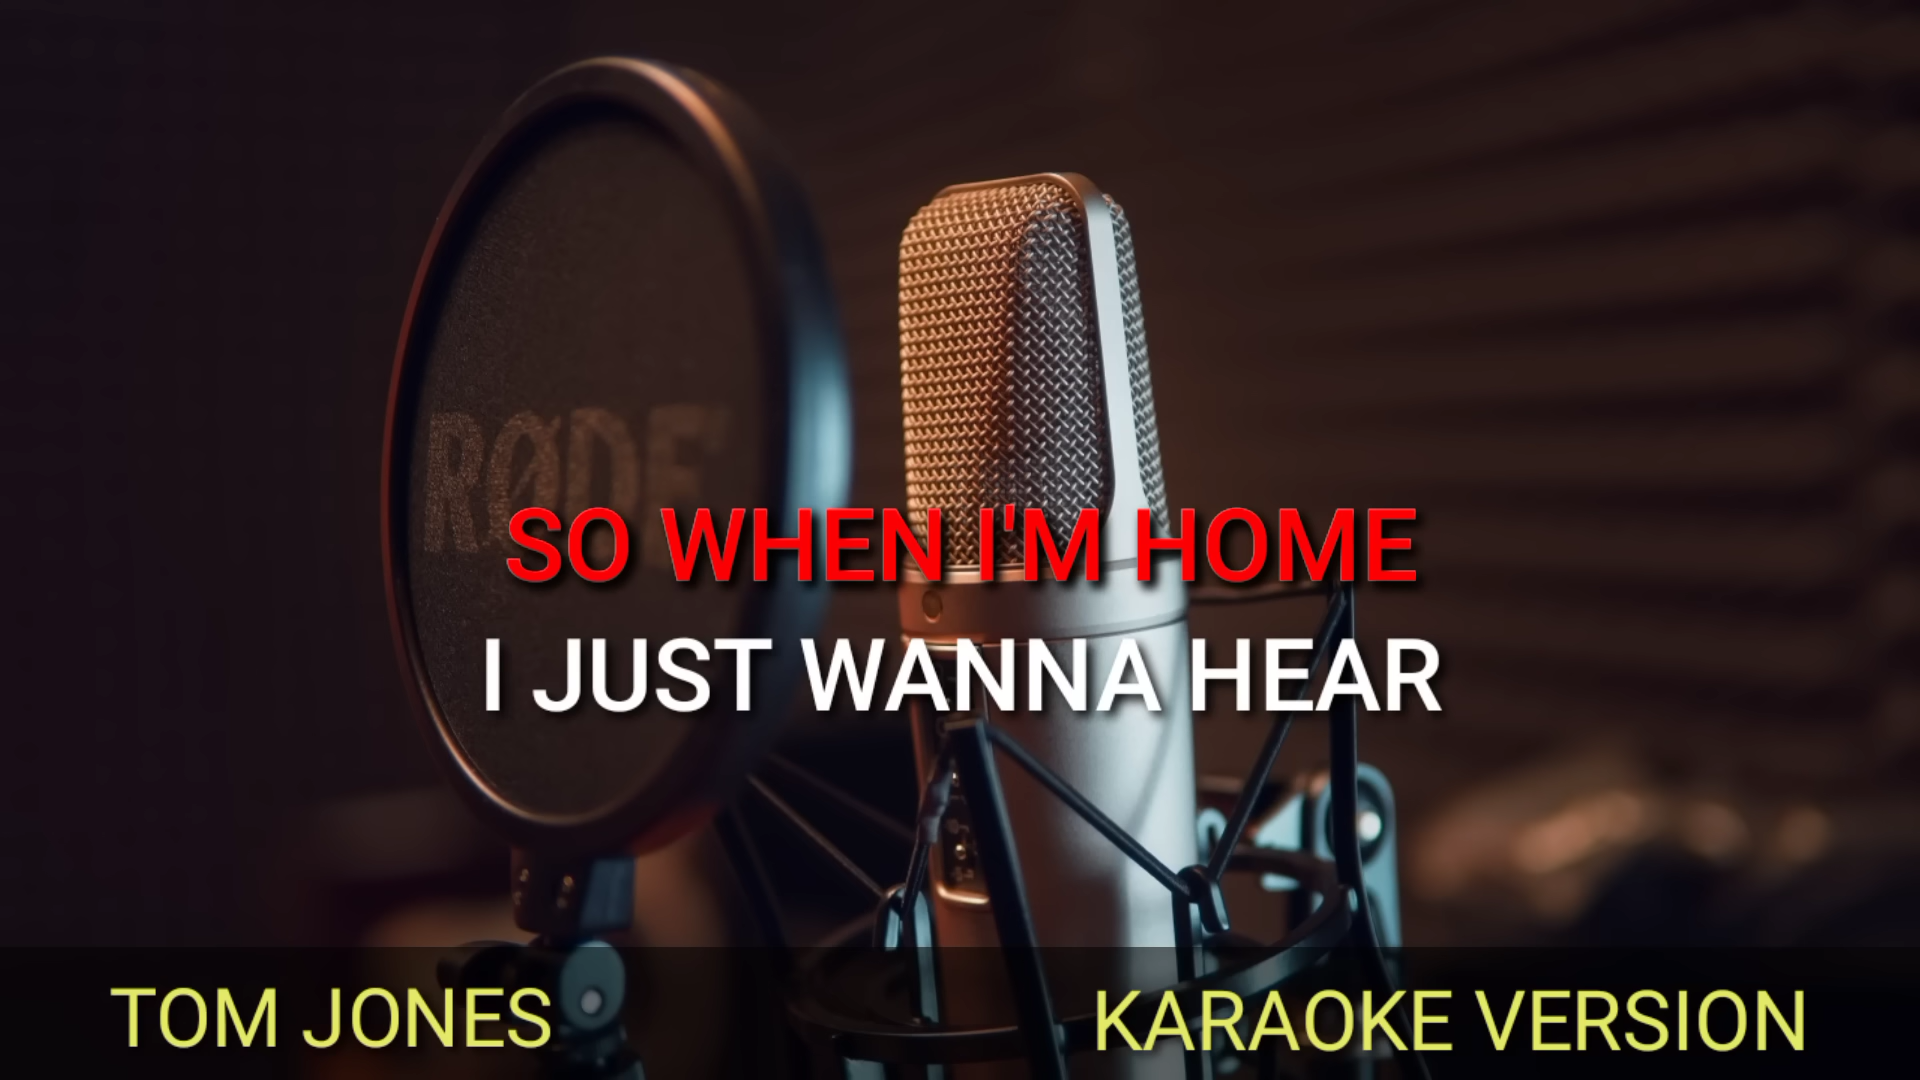 RØDE
SO WHEN I'M HOME
I JUST WANNA HEAR
TOM JONES
KARAOKE VERSION